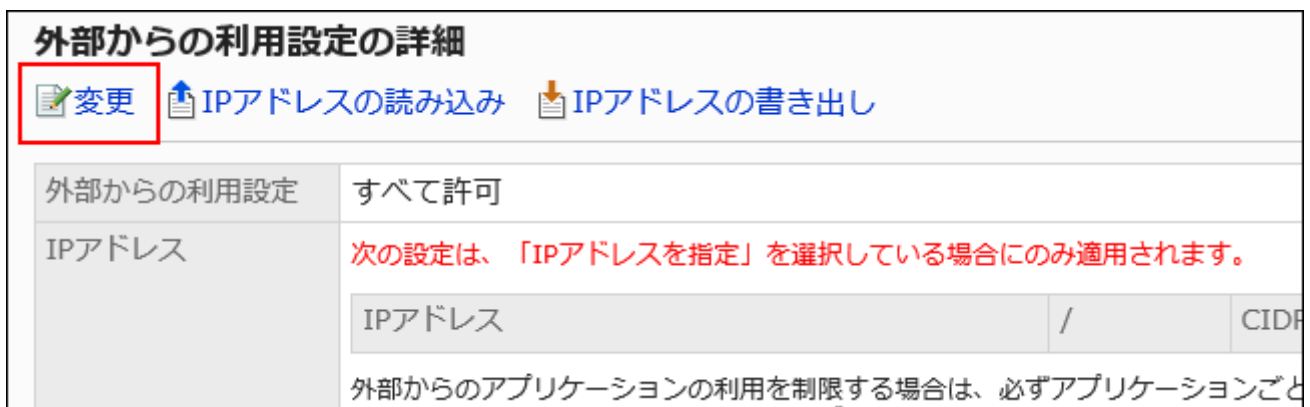 外部からの利用設定の詳細
変更 IPアドレスの読み込み IPアドレスの書き出し
外部からの利用設定 すべて許可
IPアドレス 次の設定は、「IPアドレスを指定」を選択している場合にのみ適用されます。
IPアドレス / CIDR
外部からのアプリケーションの利用を制限する場合は、必ずアプリケーションごと